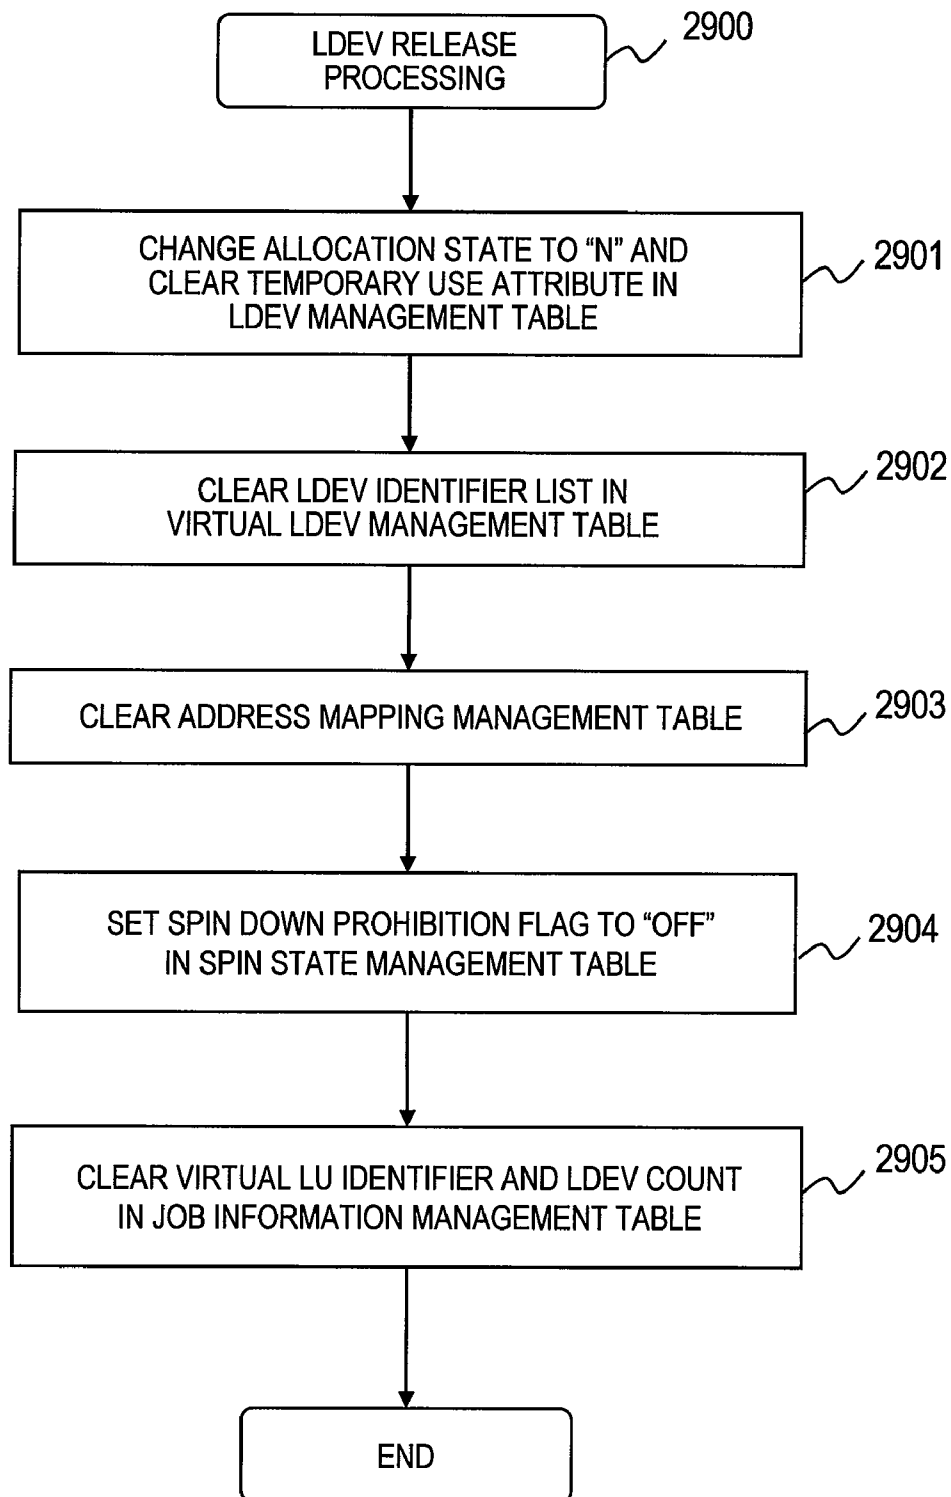 LDEV RELEASE
PROCESSING
2900
CHANGE ALLOCATION STATE TO “N” AND
CLEAR TEMPORARY USE ATTRIBUTE IN
LDEV MANAGEMENT TABLE
2901
CLEAR LDEV IDENTIFIER LIST IN
VIRTUAL LDEV MANAGEMENT TABLE
2902
CLEAR ADDRESS MAPPING MANAGEMENT TABLE
2903
SET SPIN DOWN PROHIBITION FLAG TO “OFF”
IN SPIN STATE MANAGEMENT TABLE
2904
CLEAR VIRTUAL LU IDENTIFIER AND LDEV COUNT
IN JOB INFORMATION MANAGEMENT TABLE
2905
END